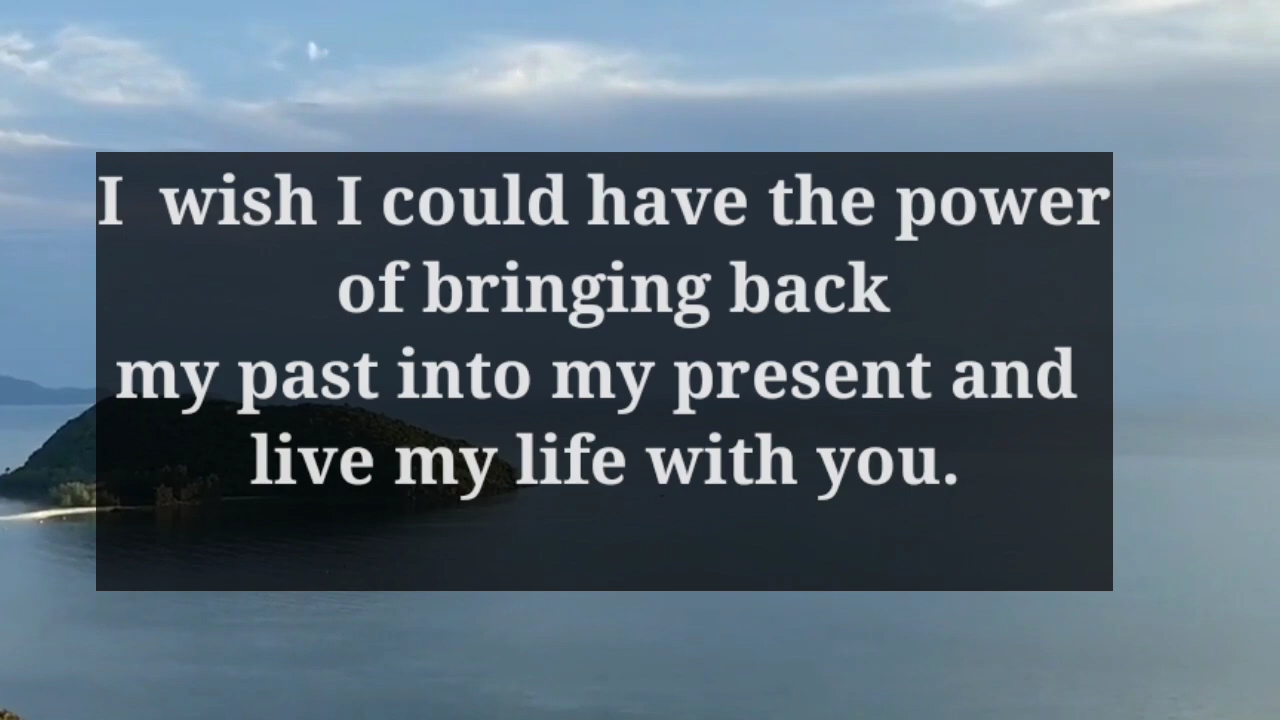 I  wish I could have the power
of bringing back
my past into my present and
live my life with you.